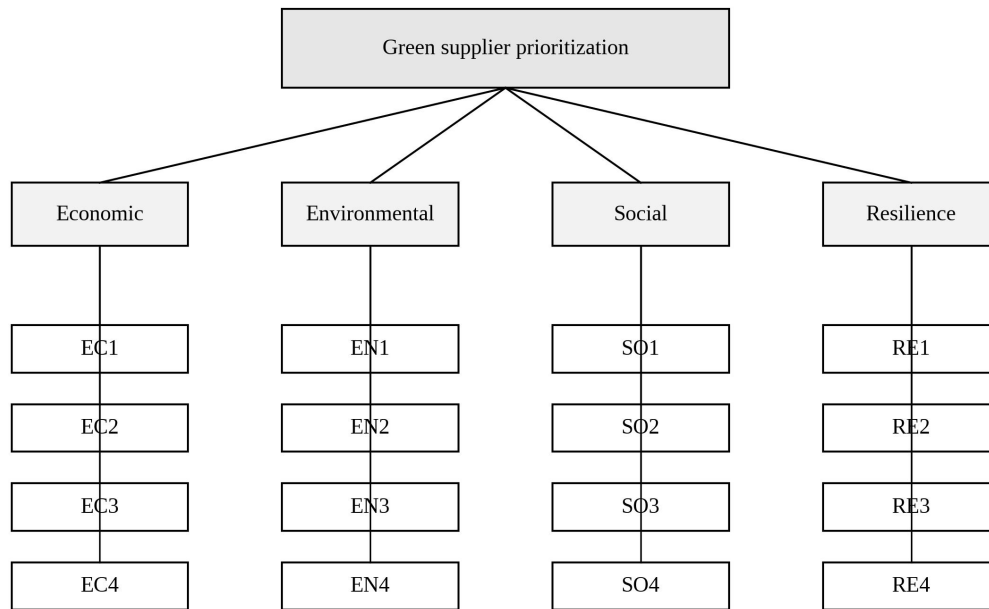 Green supplier prioritization
Economic
Environmental
Social
Resilience
EC1
EN1
SO1
RE1
EC2
EN2
SO2
RE2
EC3
EN3
SO3
RE3
EC4
EN4
SO4
RE4